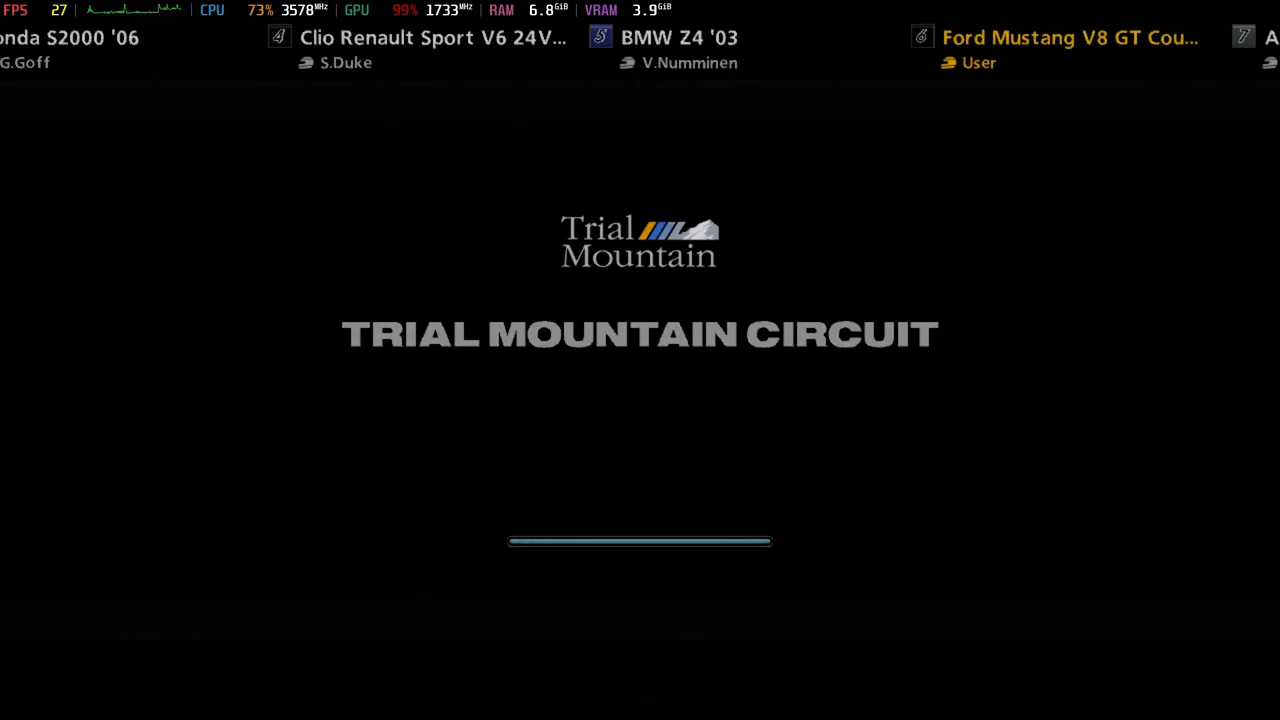 FPS 27 | CPU 73% 3578MHz | GPU 99% 1733MHz | RAM 6.8GiB | VRAM 3.9GiB
onda S2000 '06 4 Clio Renault Sport V6 24V... 5 BMW Z4 '03 6 Ford Mustang V8 GT Cou... 7 A
G.Goff S.Duke V.Numminen User
Trial
Mountain
TRIAL MOUNTAIN CIRCUIT